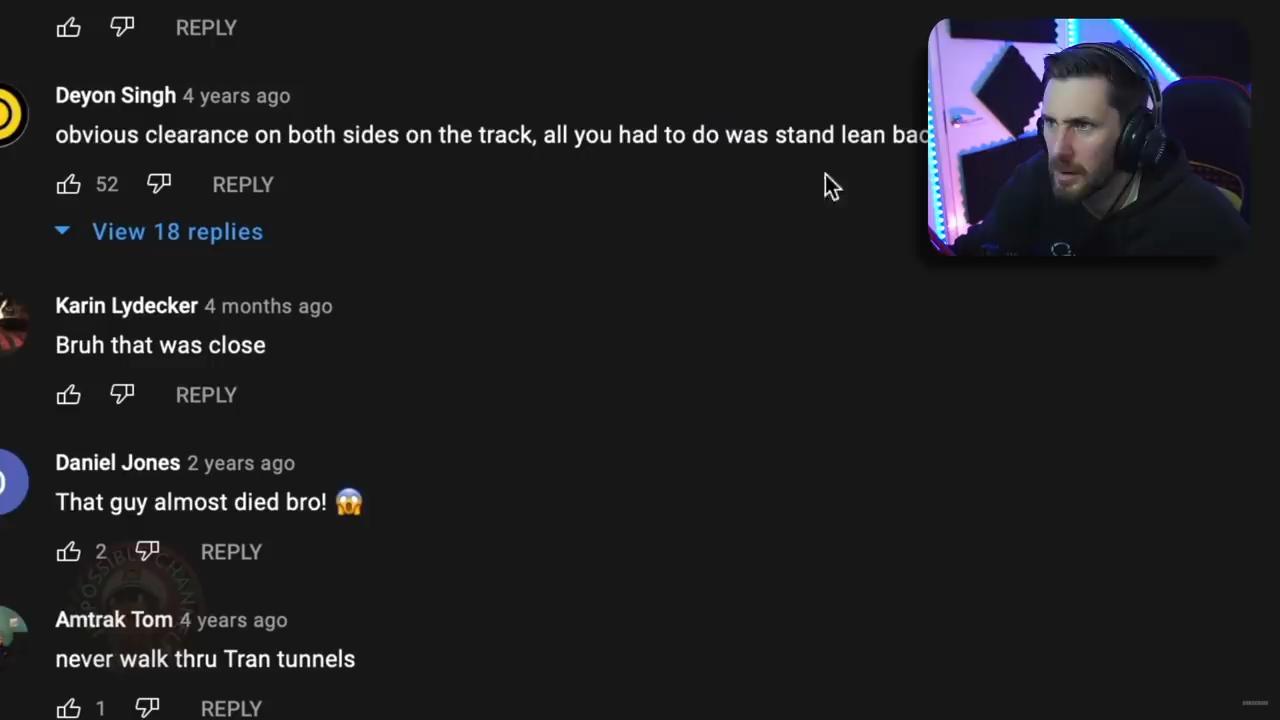 REPLY
Deyon Singh 4 years ago
obvious clearance on both sides on the track, all you had to do was stand lean bac
52 REPLY
View 18 replies
Karin Lydecker 4 months ago
Bruh that was close
REPLY
Daniel Jones 2 years ago
That guy almost died bro! 😱
2 REPLY
Amtrak Tom 4 years ago
never walk thru Tran tunnels
1 REPLY